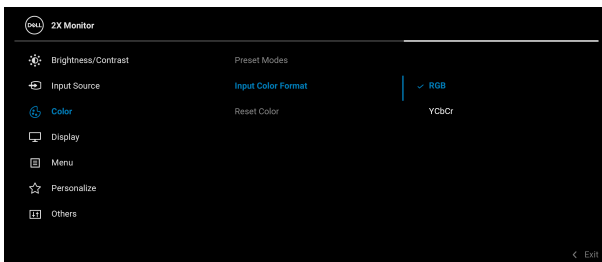 DELL 2X Monitor
Brightness/Contrast Preset Modes
Input Source Input Color Format ✓ RGB
Color Reset Color YCbCr
Display
Menu
Personalize
Others
< Exit